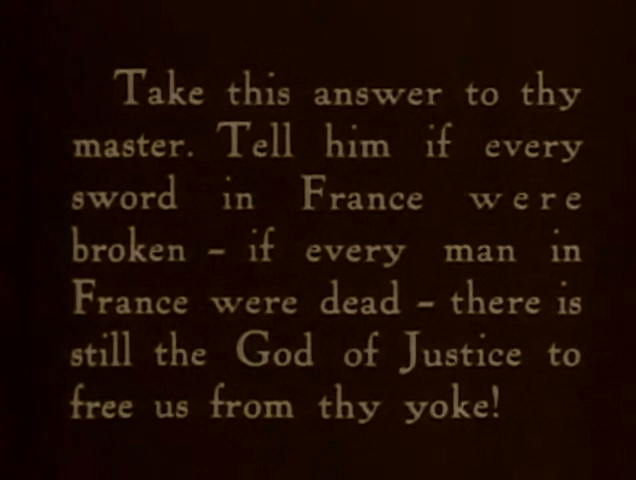 Take this answer to thy
master. Tell him if every
sword in France were
broken - if every man in
France were dead - there is
still the God of Justice to
free us from thy yoke!